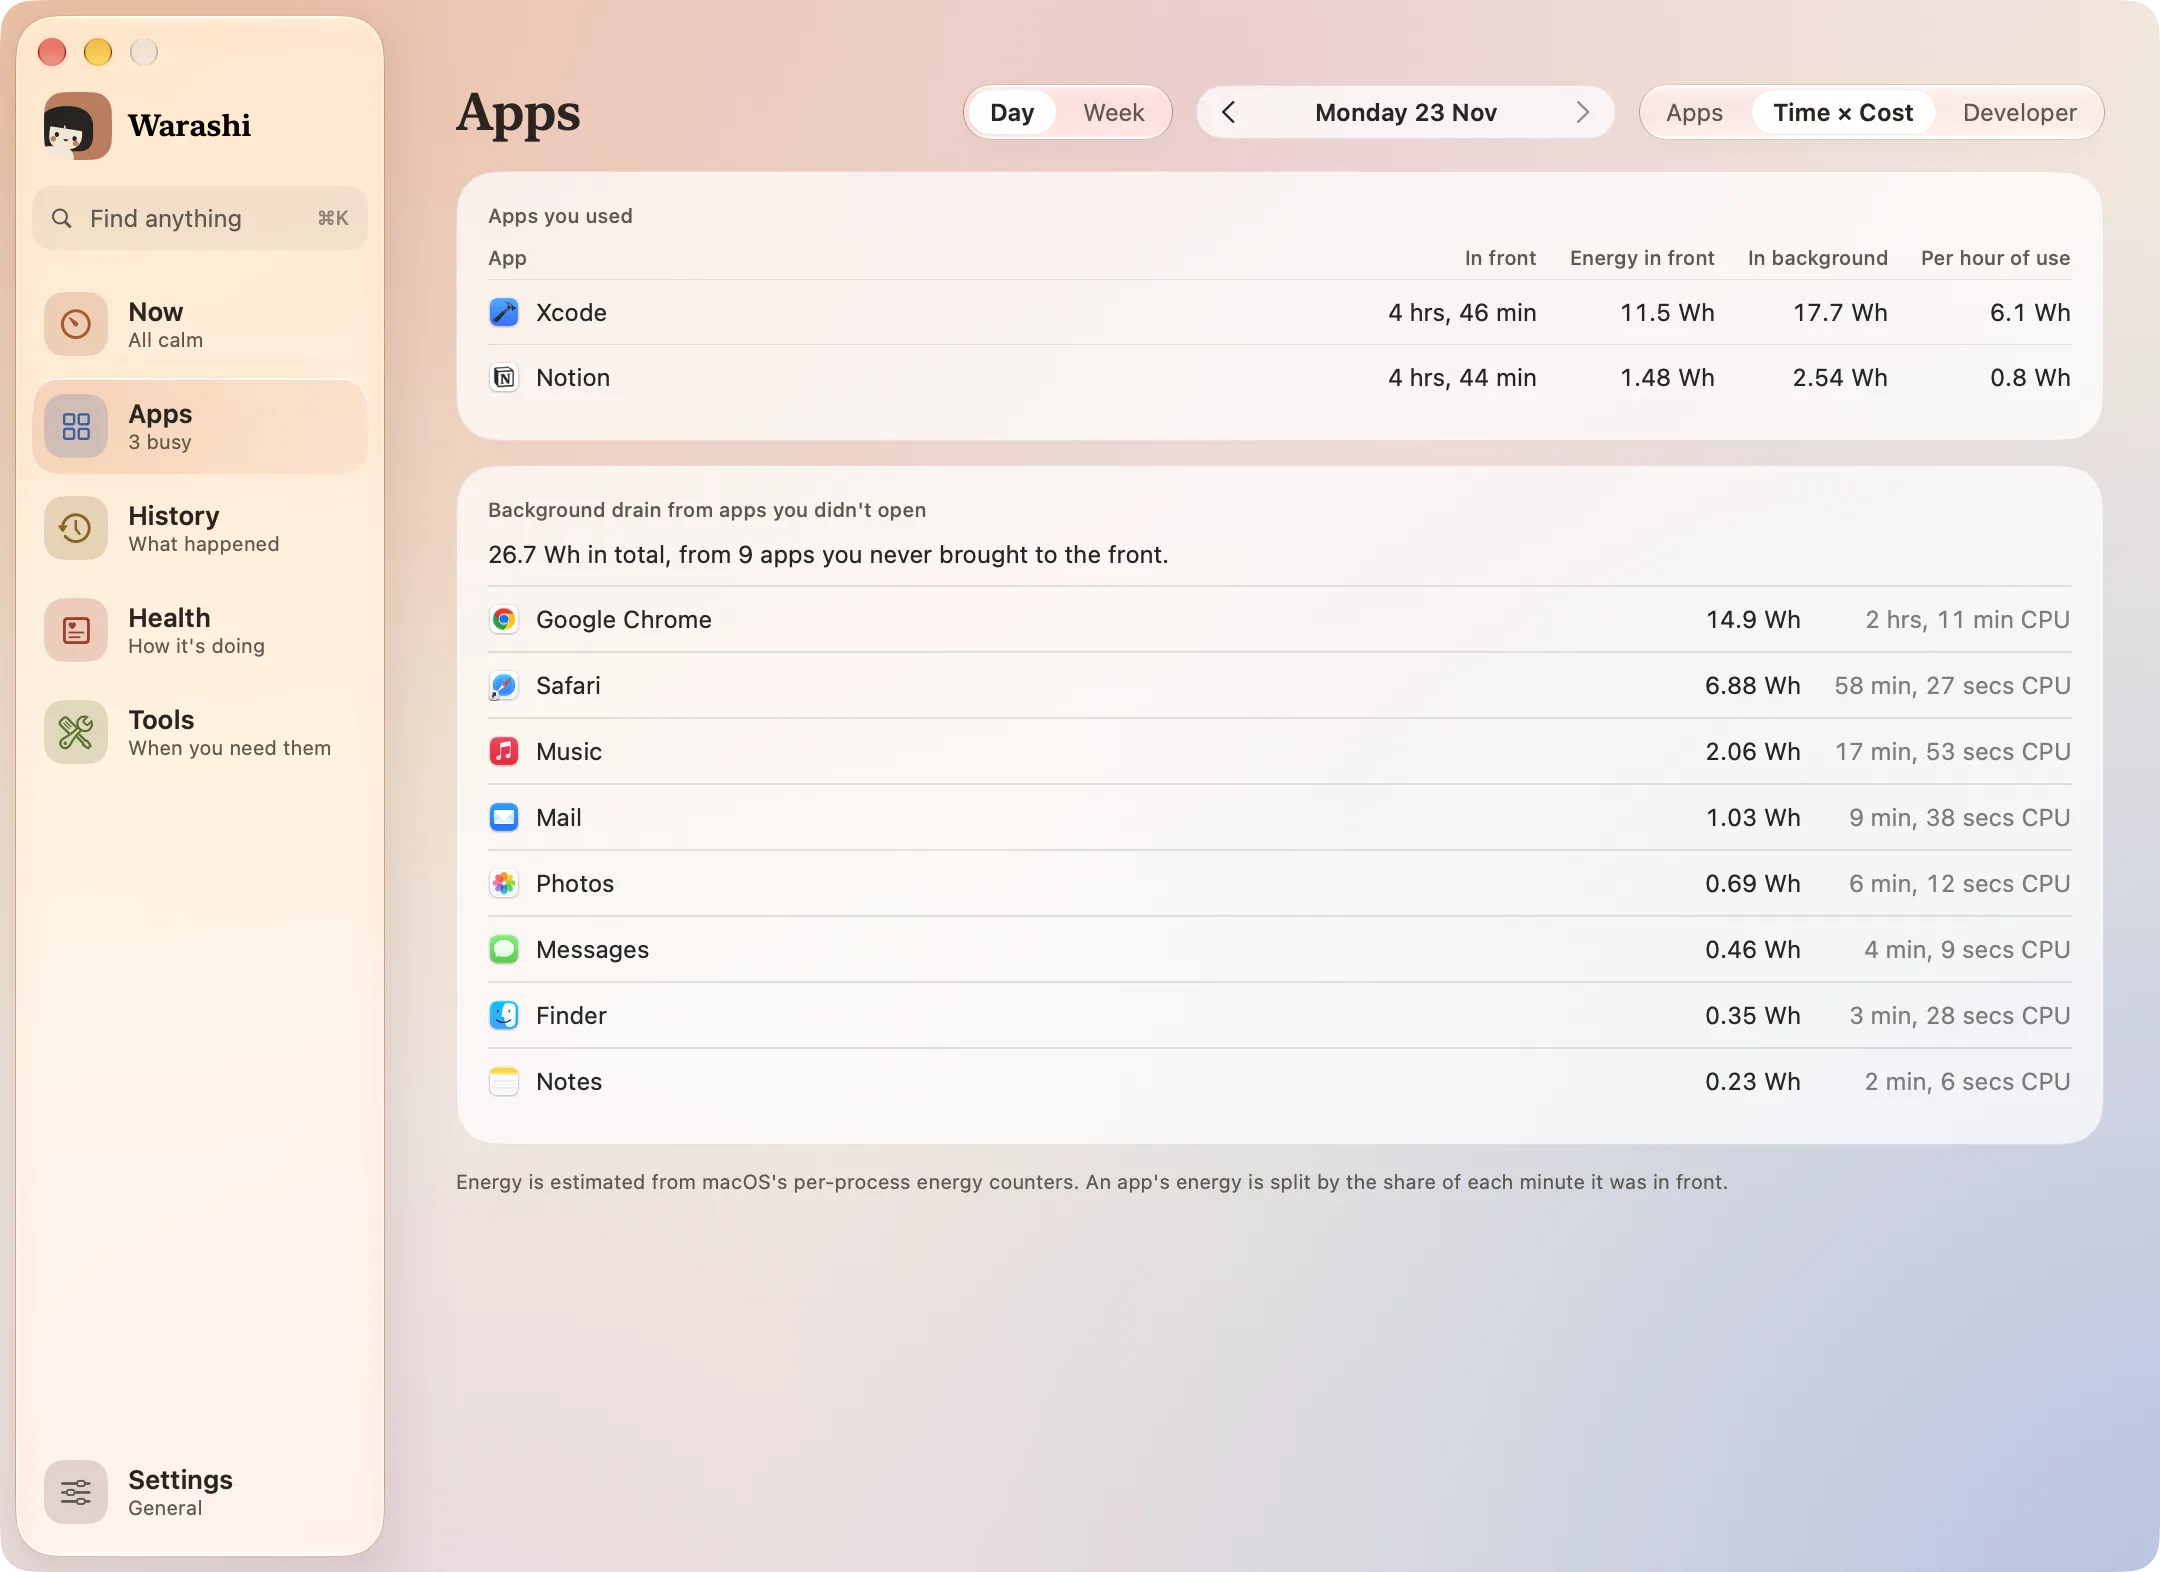 Warashi
Find anything ⌘K
Now
All calm
Apps
3 busy
History
What happened
Health
How it's doing
Tools
When you need them
Settings
General
Apps
Day Week
Monday 23 Nov
Apps Time × Cost Developer
Apps you used
App In front Energy in front In background Per hour of use
Xcode 4 hrs, 46 min 11.5 Wh 17.7 Wh 6.1 Wh
Notion 4 hrs, 44 min 1.48 Wh 2.54 Wh 0.8 Wh
Background drain from apps you didn't open
26.7 Wh in total, from 9 apps you never brought to the front.
Google Chrome 14.9 Wh 2 hrs, 11 min CPU
Safari 6.88 Wh 58 min, 27 secs CPU
Music 2.06 Wh 17 min, 53 secs CPU
Mail 1.03 Wh 9 min, 38 secs CPU
Photos 0.69 Wh 6 min, 12 secs CPU
Messages 0.46 Wh 4 min, 9 secs CPU
Finder 0.35 Wh 3 min, 28 secs CPU
Notes 0.23 Wh 2 min, 6 secs CPU
Energy is estimated from macOS's per-process energy counters. An app's energy is split by the share of each minute it was in front.